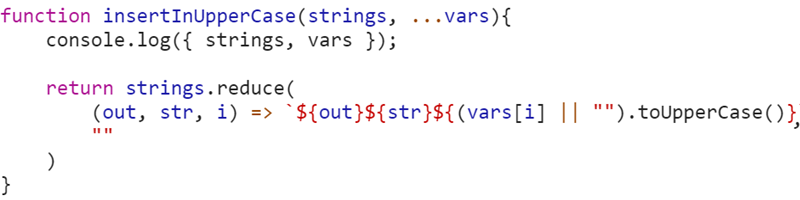 function insertInUpperCase(strings, ...vars){
    console.log({ strings, vars });

    return strings.reduce(
        (out, str, i) => `${out}${str}${(vars[i] || "").toUpperCase()}`,
        ""
    )
}